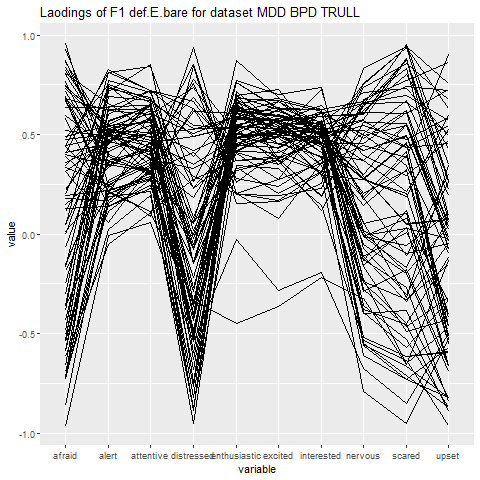 Laodings of F1 def.E.bare for dataset MDD BPD TRULL
1.0
0.5
0.0
-0.5
-1.0
value
afraid alert attentive distressed enthusiastic excited interested nervous scared upset
variable